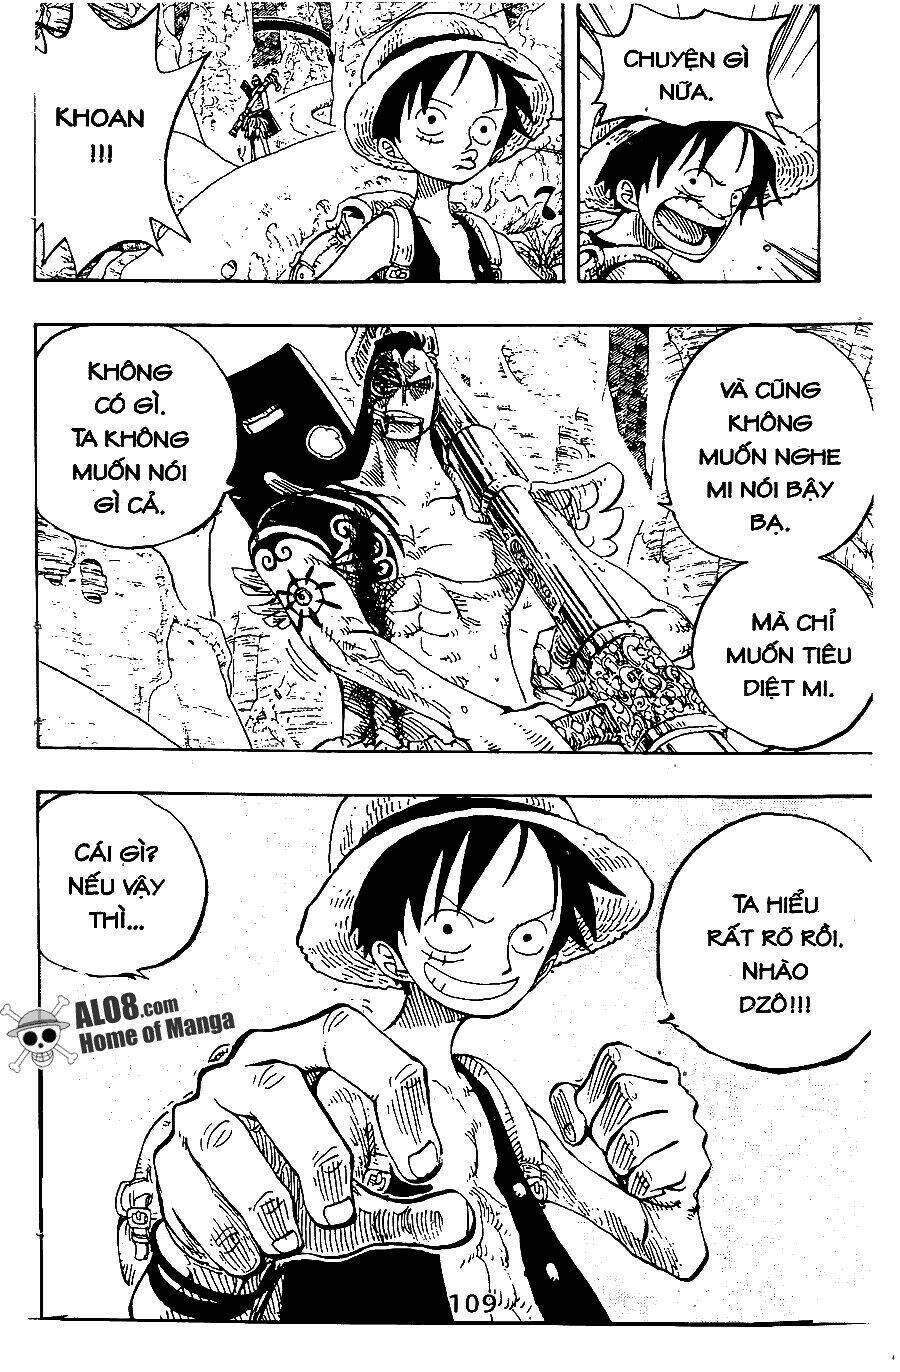 KHOAN
!!!
CHUYỆN GÌ
NỮA.
KHÔNG
CÓ GÌ.
TA KHÔNG
MUỐN NÓI
GÌ CẢ.
VÀ CŨNG
KHÔNG
MUỐN NGHE
MI NÓI BẬY
BẠ.
MÀ CHỈ
MUỐN TIÊU
DIỆT MI.
CÁI GÌ?
NẾU VẬY
THÌ...
TA HIỂU
RẤT RÕ RỒI.
NHÀO
DZÔ!!!
ALO8.com
Home of Manga
109